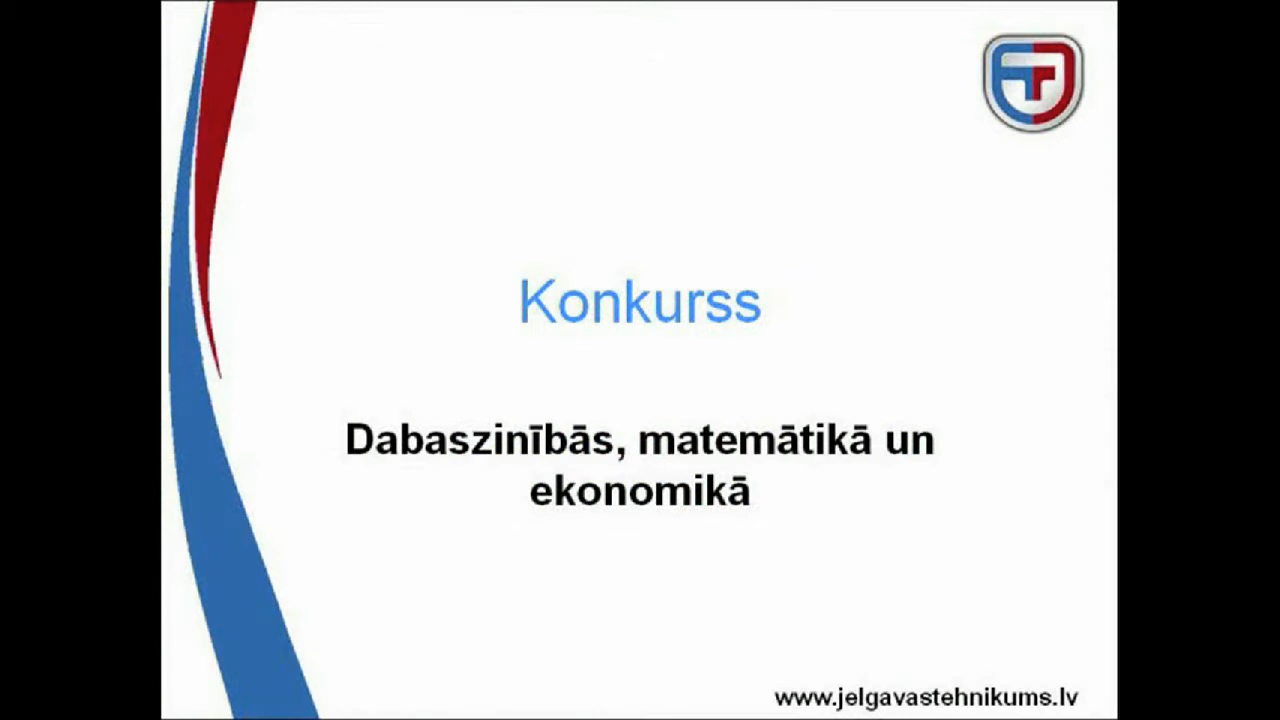 Konkurss
Dabaszinībās, matemātikā un
ekonomikā
www.jelgavastehnikums.lv